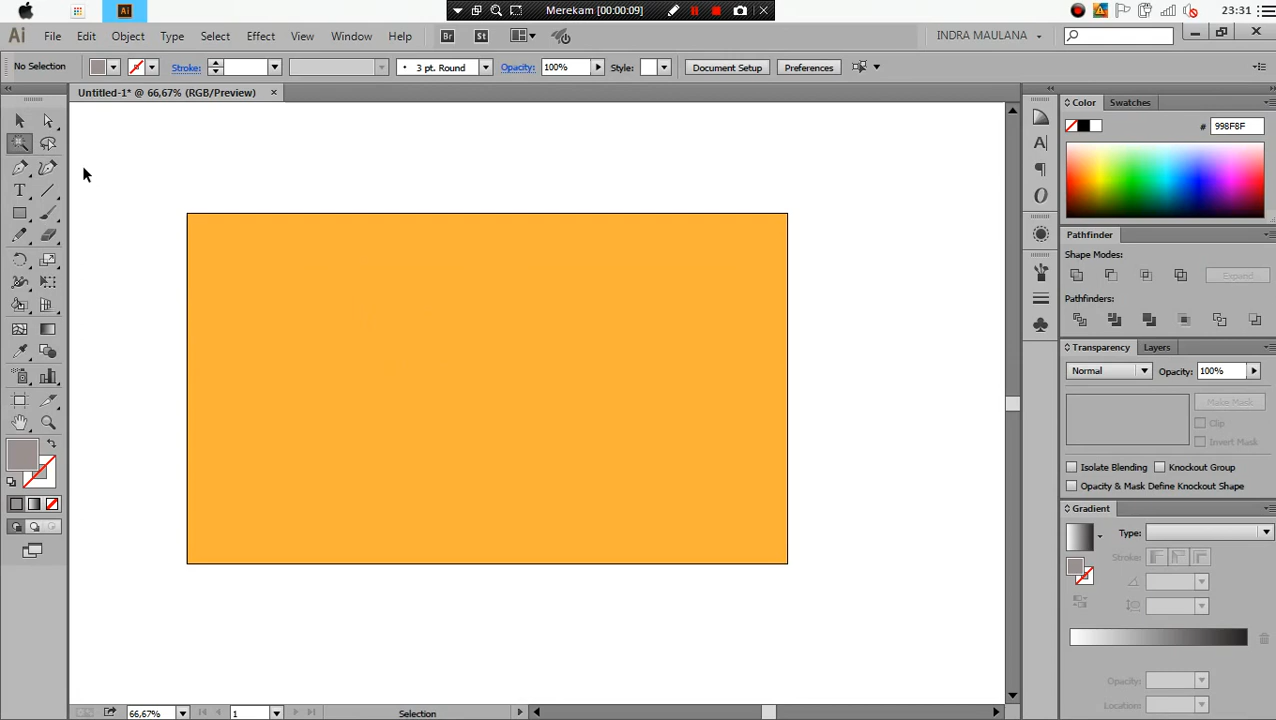 Merekam [00:00:09]
23:31
Ai
Ai File Edit Object Type Select Effect View Window Help Br St INDRA MAULANA
No Selection Stroke: 3 pt. Round Opacity: 100% Style: Document Setup Preferences
Untitled-1* @ 66,67% (RGB/Preview)
Color Swatches
# 998F8F
Pathfinder
Shape Modes:
Expand
Pathfinders:
Transparency Layers
Normal Opacity: 100%
Make Mask
Clip
Invert Mask
Isolate Blending Knockout Group
Opacity & Mask Define Knockout Shape
Gradient
Type:
Stroke:
Opacity:
Location:
66,67% 1 Selection